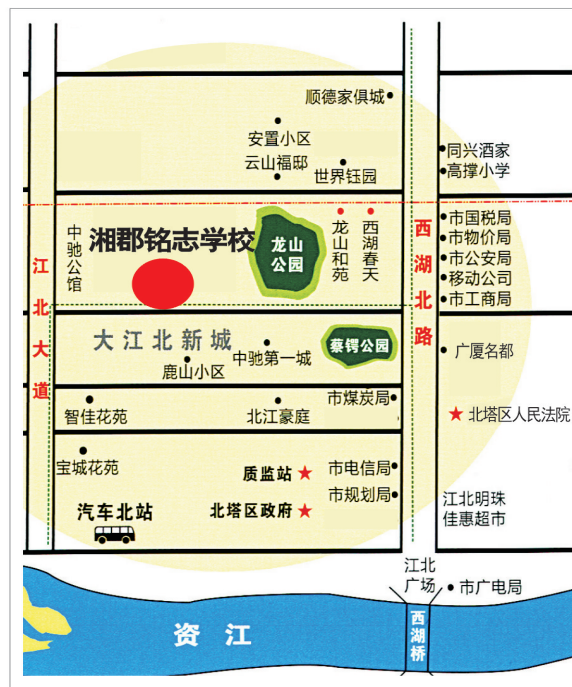 顺德家俱城
安置小区
云山福邸
世界钰园
同兴酒家
高撑小学
中驰公馆
湘郡铭志学校
龙山
公园
龙山和苑
西湖春天
西湖北路
市国税局
市物价局
市公安局
移动公司
市工商局
江北大道
大江北新城
中驰第一城
鹿山小区
蔡锷公园
广厦名都
智佳花苑
北江豪庭
市煤炭局
北塔区人民法院
宝城花苑
质监站
市电信局
汽车北站
北塔区政府
市规划局
江北明珠
佳惠超市
江北
广场
市广电局
资江
西湖桥